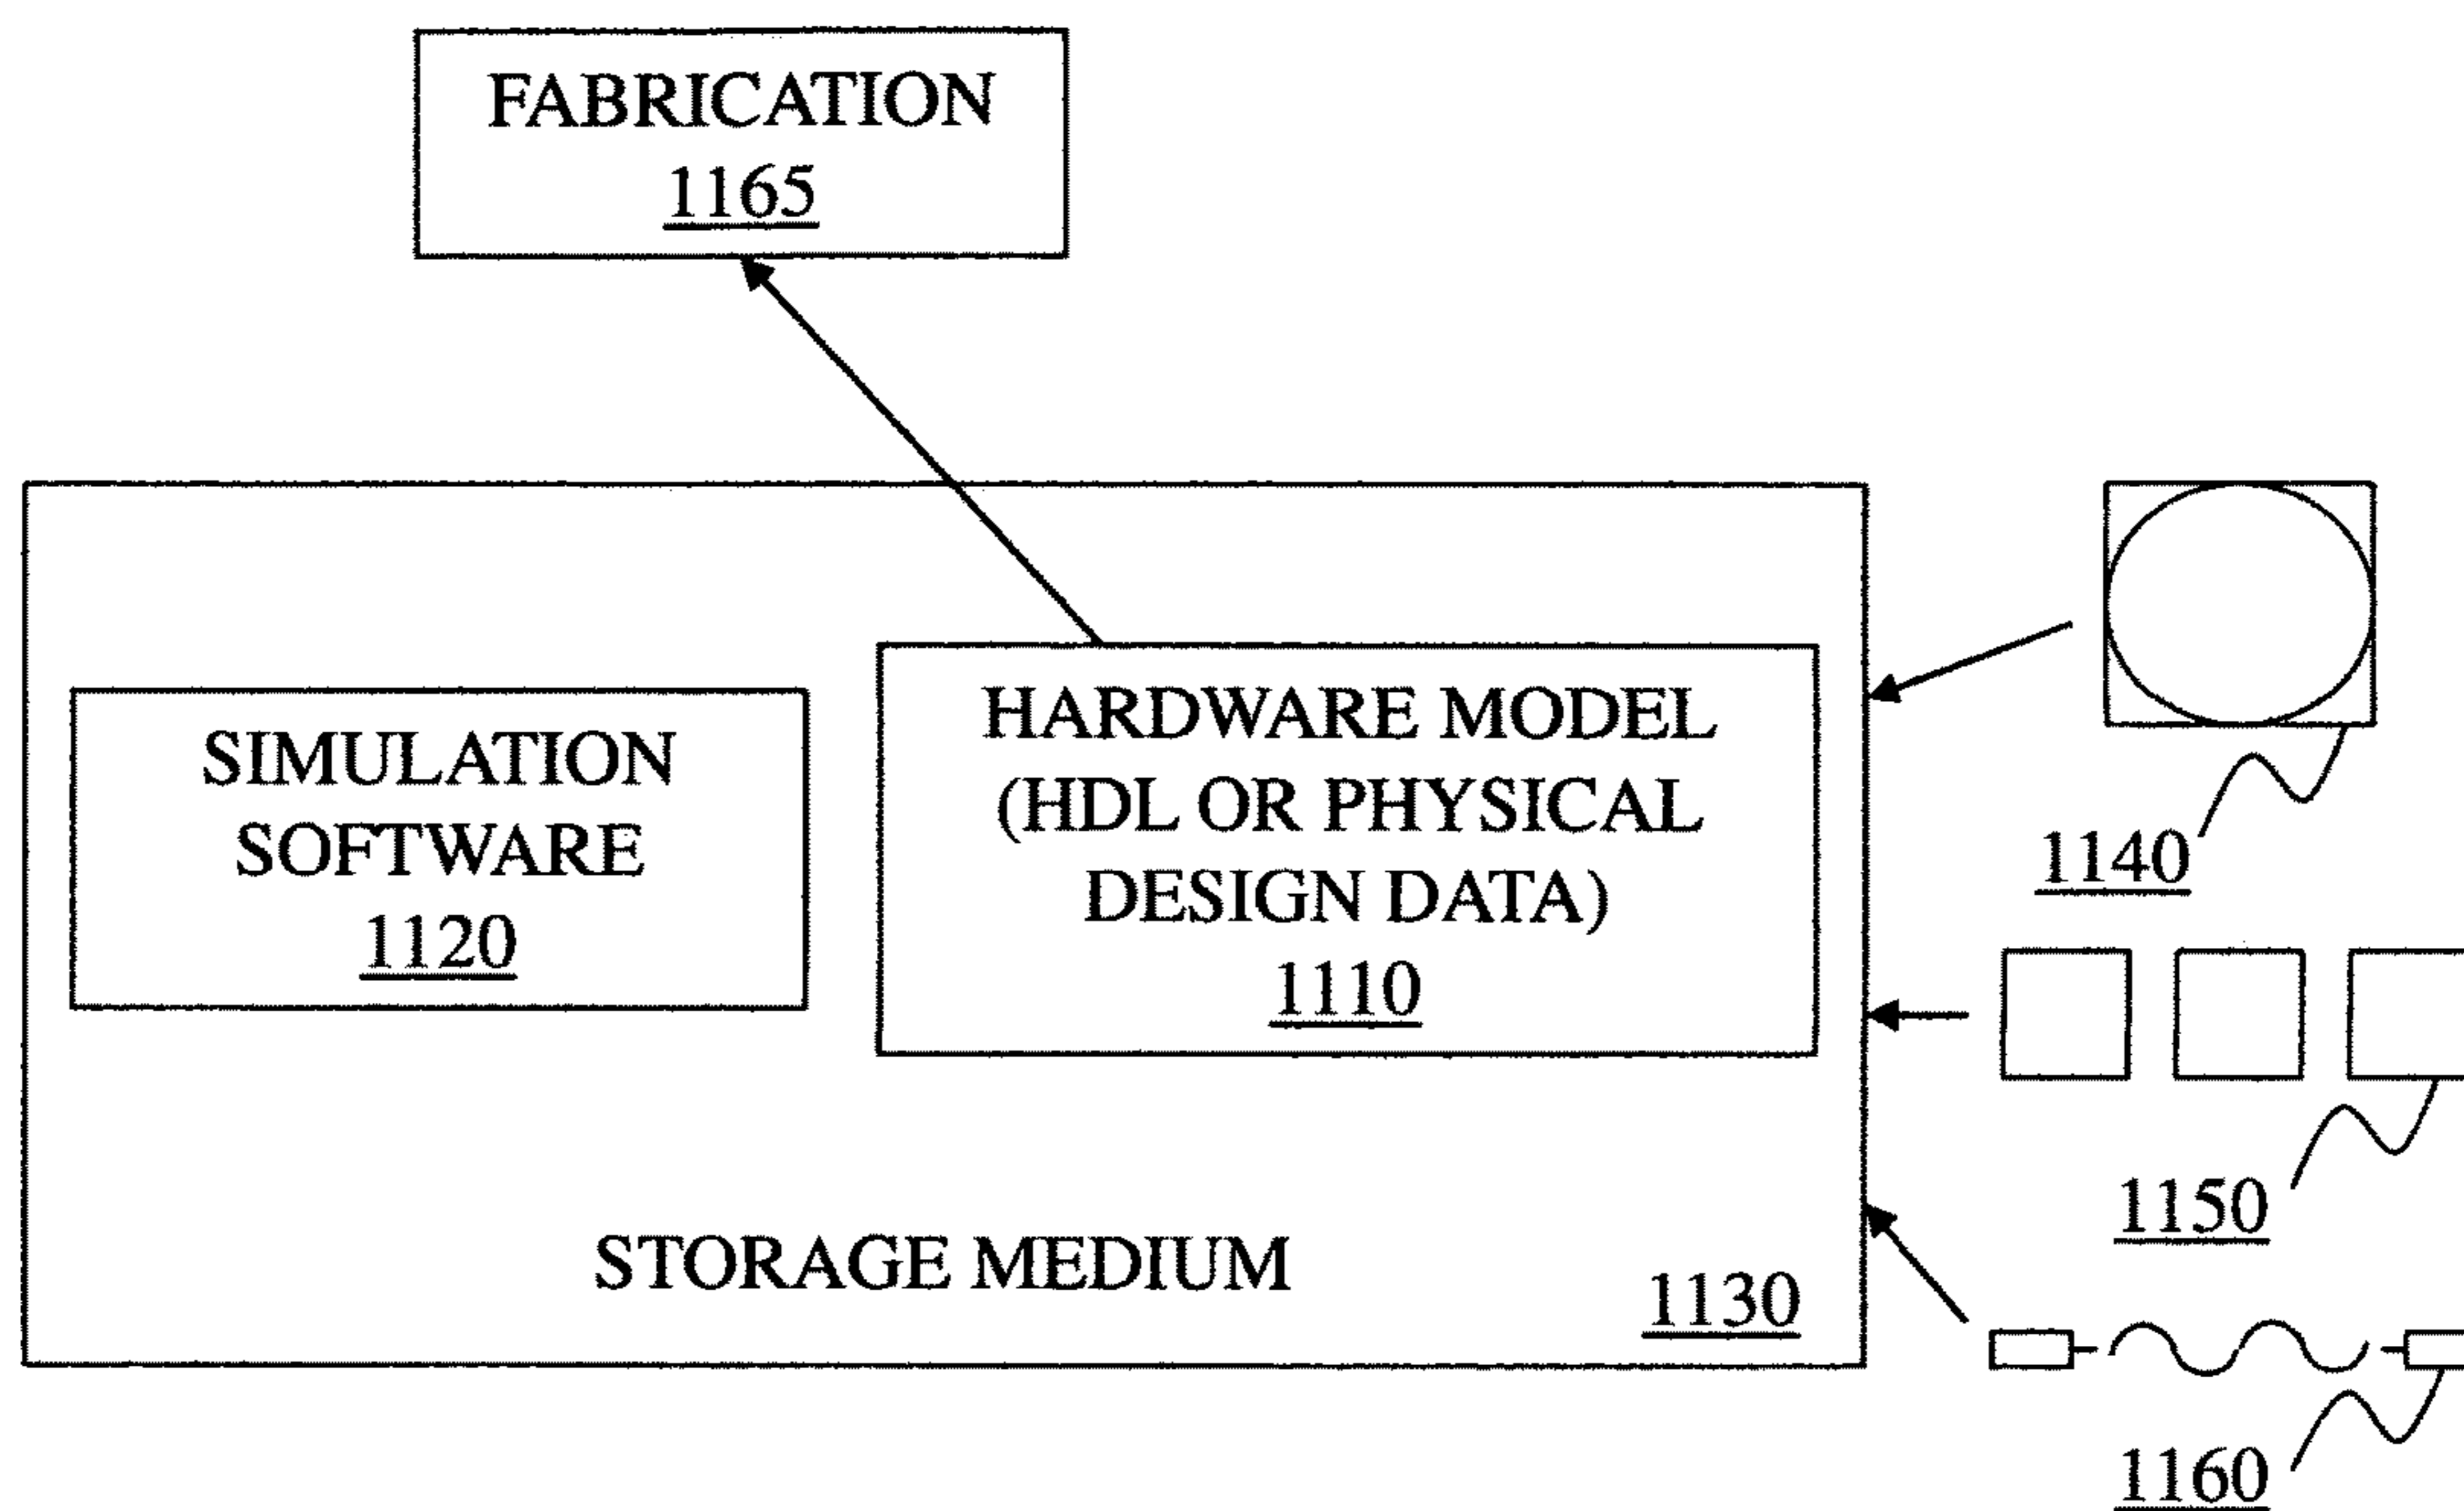 FABRICATION
1165
SIMULATION
SOFTWARE
1120
HARDWARE MODEL
(HDL OR PHYSICAL
DESIGN DATA)
1110
STORAGE MEDIUM
1130
1140
1150
1160